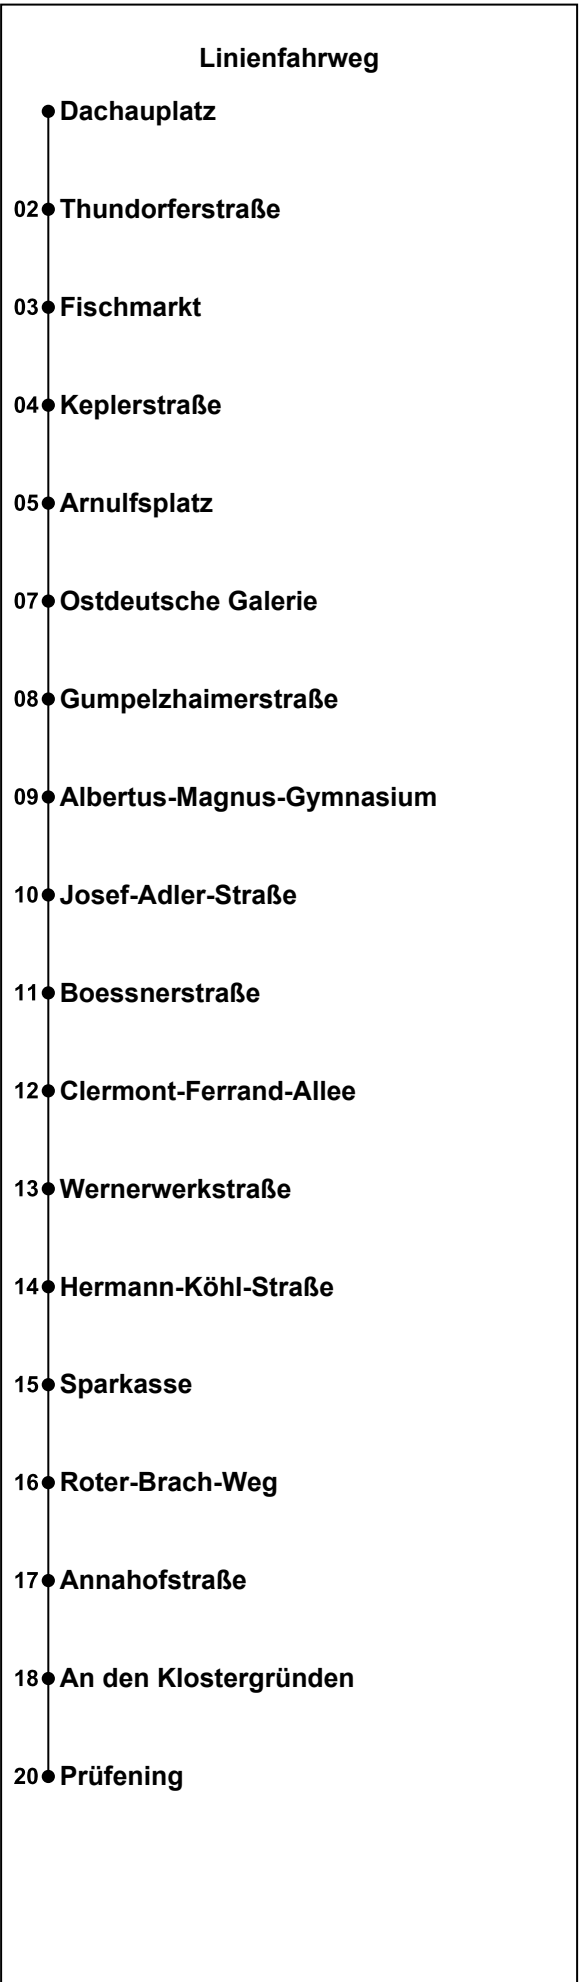 Linienfahrweg
Dachauplatz
02 Thundorferstraße
03 Fischmarkt
04 Keplerstraße
05 Arnulfsplatz
07 Ostdeutsche Galerie
08 Gumpelzhaimerstraße
09 Albertus-Magnus-Gymnasium
10 Josef-Adler-Straße
11 Boessnerstraße
12 Clermont-Ferrand-Allee
13 Wernerwerkstraße
14 Hermann-Köhl-Straße
15 Sparkasse
16 Roter-Brach-Weg
17 Annahofstraße
18 An den Klostergründen
20 Prüfening